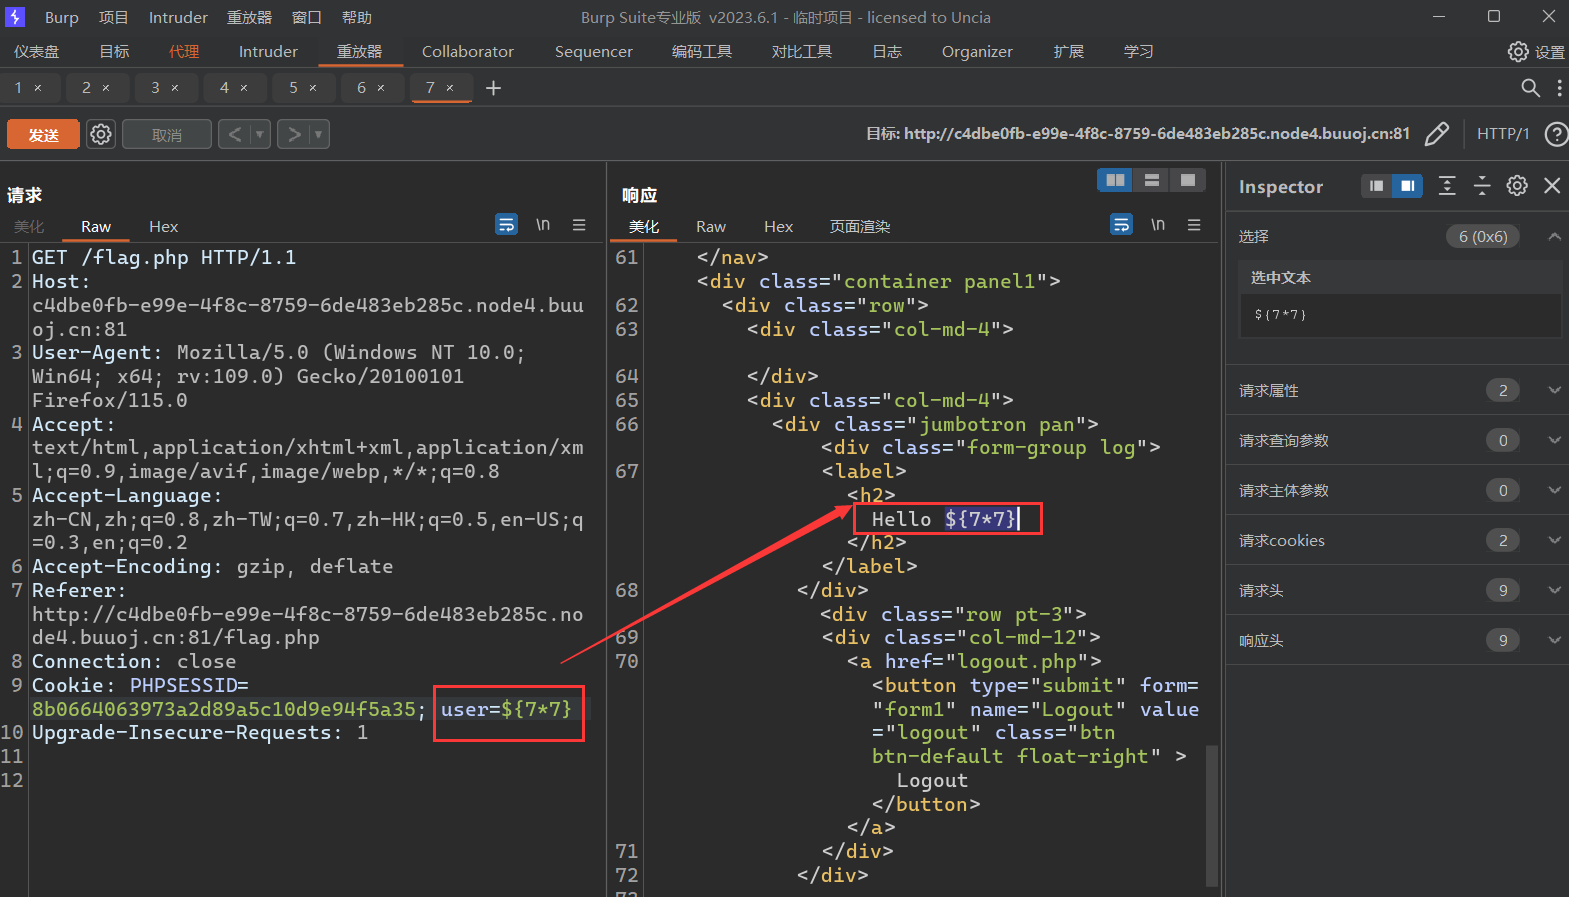 Burp 项目 Intruder 重放器 窗口 帮助 Burp Suite专业版 v2023.6.1 - 临时项目 - licensed to Uncia
仪表盘 目标 代理 Intruder 重放器 Collaborator Sequencer 编码工具 对比工具 日志 Organizer 扩展 学习 设置
1 × 2 × 3 × 4 × 5 × 6 × 7 × +
发送 取消 < > 目标: http://c4dbe0fb-e99e-4f8c-8759-6de483eb285c.node4.buuoj.cn:81 HTTP/1 ?
请求
美化 Raw Hex \n
1 GET /flag.php HTTP/1.1
2 Host:
c4dbe0fb-e99e-4f8c-8759-6de483eb285c.node4.buu
oj.cn:81
3 User-Agent: Mozilla/5.0 (Windows NT 10.0;
Win64; x64; rv:109.0) Gecko/20100101
Firefox/115.0
4 Accept:
text/html,application/xhtml+xml,application/xm
l;q=0.9,image/avif,image/webp,*/*;q=0.8
5 Accept-Language:
zh-CN,zh;q=0.8,zh-TW;q=0.7,zh-HK;q=0.5,en-US;q
=0.3,en;q=0.2
6 Accept-Encoding: gzip, deflate
7 Referer:
http://c4dbe0fb-e99e-4f8c-8759-6de483eb285c.no
de4.buuoj.cn:81/flag.php
8 Connection: close
9 Cookie: PHPSESSID=
8b0664063973a2d89a5c10d9e94f5a35; user=${7*7}
10 Upgrade-Insecure-Requests: 1
11
12
响应
美化 Raw Hex 页面渲染 \n
61 </nav>
<div class="container panel1">
62 <div class="row">
63 <div class="col-md-4">
64 </div>
65 <div class="col-md-4">
66 <div class="jumbotron pan">
<div class="form-group log">
67 <label>
<h2>
Hello ${7*7}
</h2>
</label>
68 </div>
<div class="row pt-3">
69 <div class="col-md-12">
70 <a href="logout.php">
<button type="submit" form=
"form1" name="Logout" value
="logout" class="btn
btn-default float-right" >
Logout
</button>
</a>
71 </div>
72 </div>
73
Inspector
选择 6 (0x6)
选中文本
${7*7}
请求属性 2
请求查询参数 0
请求主体参数 0
请求cookies 2
请求头 9
响应头 9